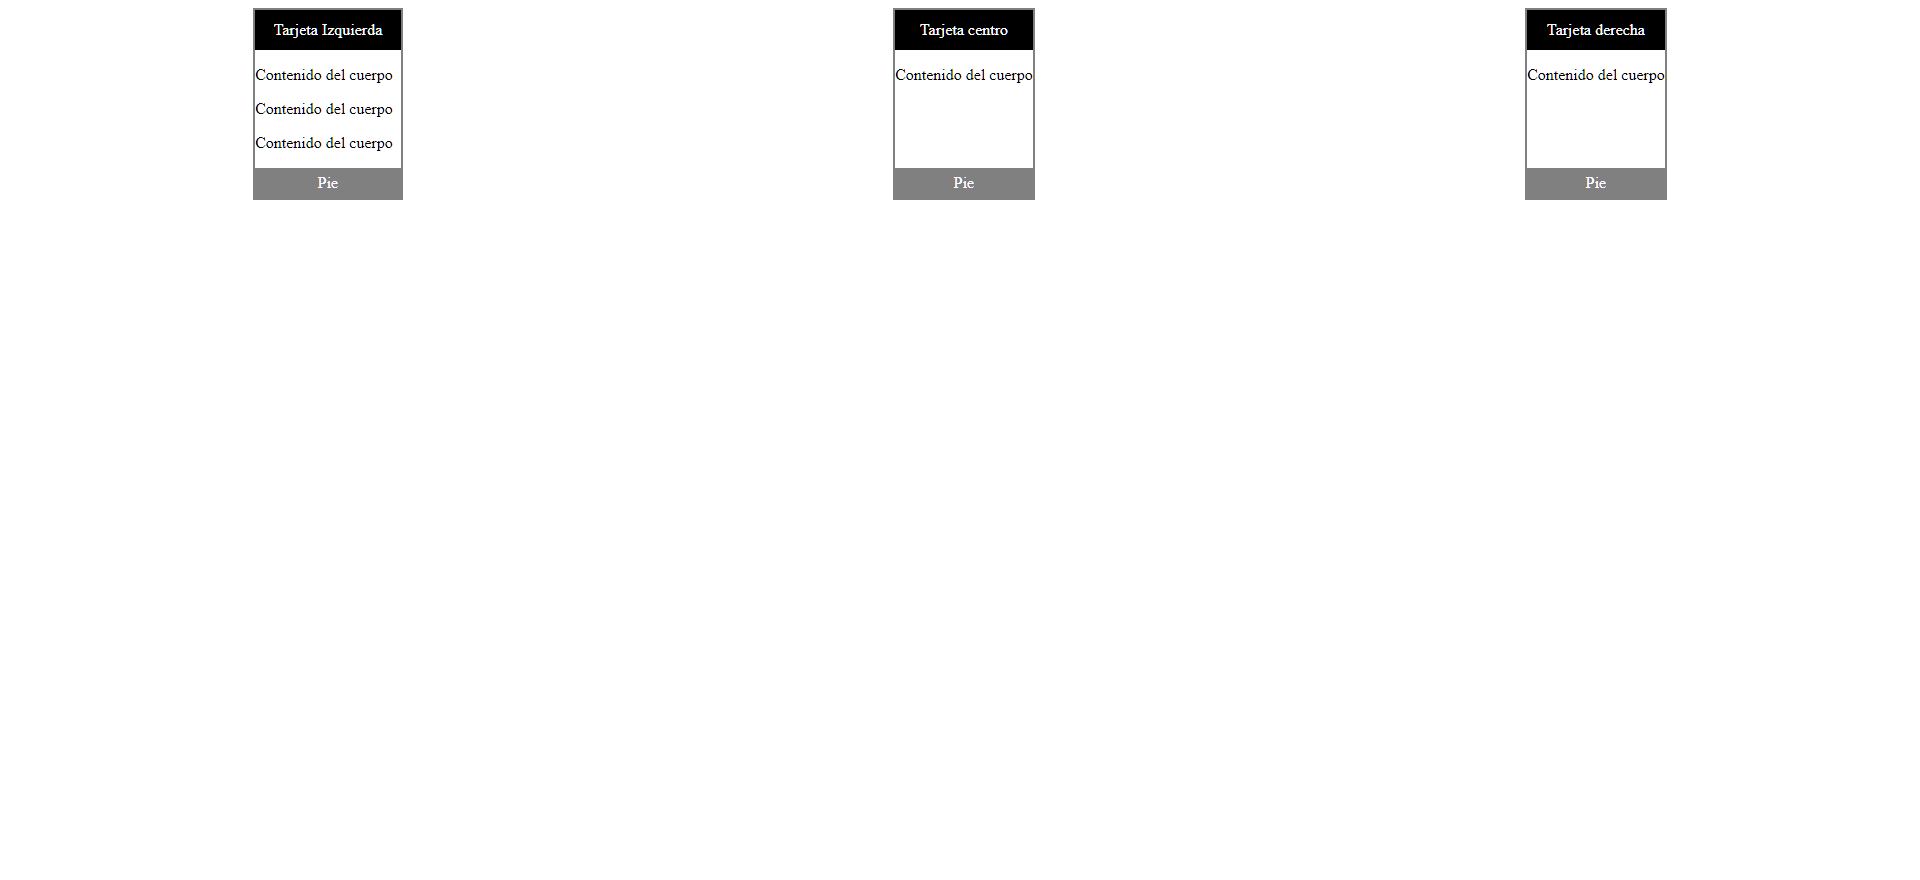 Tarjeta Izquierda
Contenido del cuerpo
Contenido del cuerpo
Contenido del cuerpo
Pie
Tarjeta centro
Contenido del cuerpo
Pie
Tarjeta derecha
Contenido del cuerpo
Pie